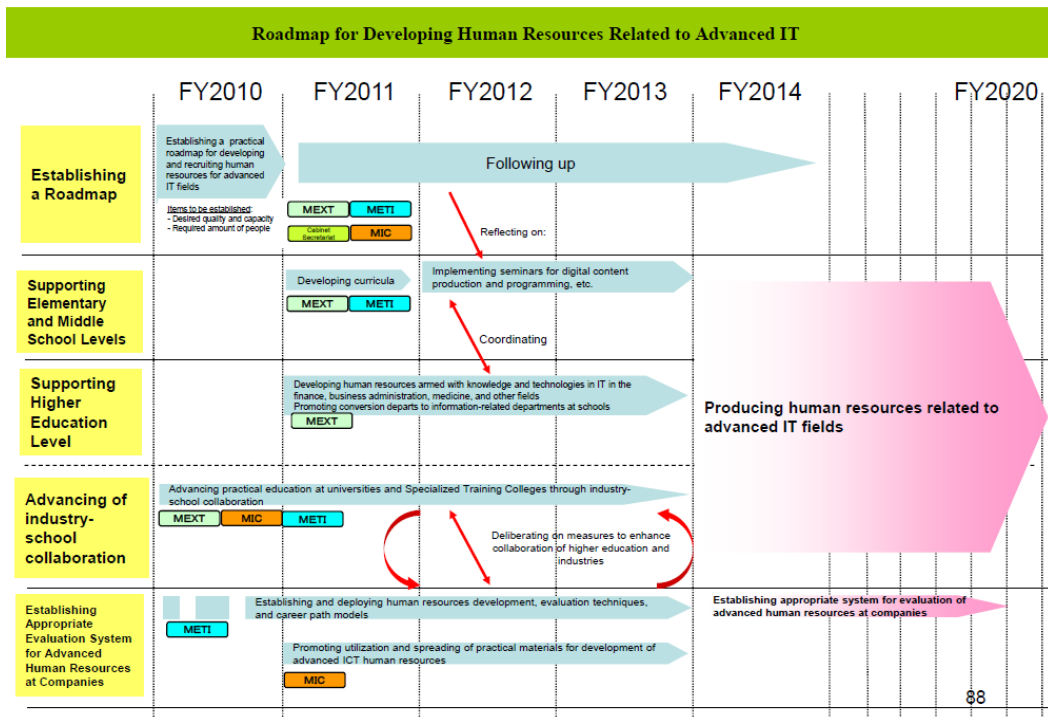 Roadmap for Developing Human Resources Related to Advanced IT
FY2010
FY2011
FY2012
FY2013
FY2014
FY2020
Establishing
a Roadmap
Establishing a practical
roadmap for developing
and recruiting human
resources for advanced
IT fields
Items to be established:
- Desired quality and capacity
- Required amount of people
Following up
MEXT
METI
Cabinet
Secretariat
MIC
Reflecting on:
Supporting
Elementary
and Middle
School Levels
Developing curricula
MEXT
METI
Implementing seminars for digital content
production and programming, etc.
Coordinating
Supporting
Higher
Education
Level
Developing human resources armed with knowledge and technologies in IT in the
finance, business administration, medicine, and other fields
Promoting conversion departs to information-related departments at schools
MEXT
Producing human resources related to
advanced IT fields
Advancing of
industry-
school
collaboration
Advancing practical education at universities and Specialized Training Colleges through industry-
school collaboration
MEXT
MIC
METI
Deliberating on measures to enhance
collaboration of higher education and
industries
Establishing
Appropriate
Evaluation System
for Advanced
Human Resources
at Companies
METI
Establishing and deploying human resources development, evaluation techniques,
and career path models
Establishing appropriate system for evaluation of
advanced human resources at companies
Promoting utilization and spreading of practical materials for development of
advanced ICT human resources
MIC
88